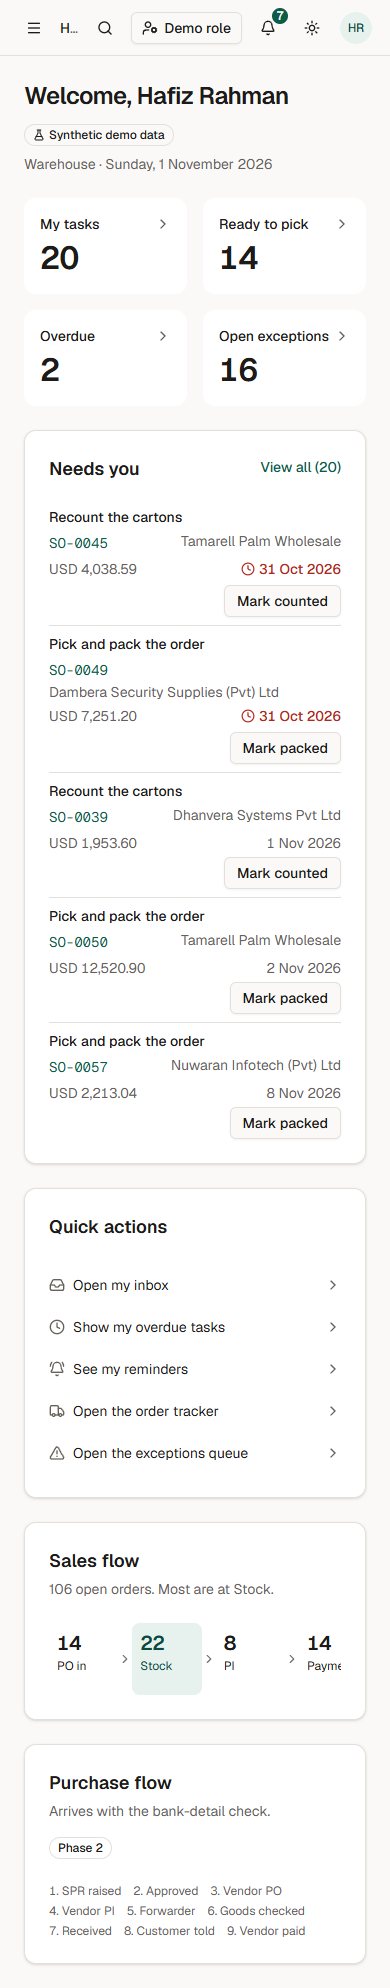 H... Demo role 7 HR
Welcome, Hafiz Rahman
Synthetic demo data
Warehouse · Sunday, 1 November 2026
My tasks
20
Ready to pick
14
Overdue
2
Open exceptions
16
Needs you View all (20)
Recount the cartons
SO-0045 Tamarell Palm Wholesale
USD 4,038.59 31 Oct 2026
Mark counted
Pick and pack the order
SO-0049
Dambera Security Supplies (Pvt) Ltd
USD 7,251.20 31 Oct 2026
Mark packed
Recount the cartons
SO-0039 Dhanvera Systems Pvt Ltd
USD 1,953.60 1 Nov 2026
Mark counted
Pick and pack the order
SO-0050 Tamarell Palm Wholesale
USD 12,520.90 2 Nov 2026
Mark packed
Pick and pack the order
SO-0057 Nuwaran Infotech (Pvt) Ltd
USD 2,213.04 8 Nov 2026
Mark packed
Quick actions
Open my inbox
Show my overdue tasks
See my reminders
Open the order tracker
Open the exceptions queue
Sales flow
106 open orders. Most are at Stock.
14 22 8 14
PO in Stock PI Payme
Purchase flow
Arrives with the bank-detail check.
Phase 2
1. SPR raised 2. Approved 3. Vendor PO
4. Vendor PI 5. Forwarder 6. Goods checked
7. Received 8. Customer told 9. Vendor paid